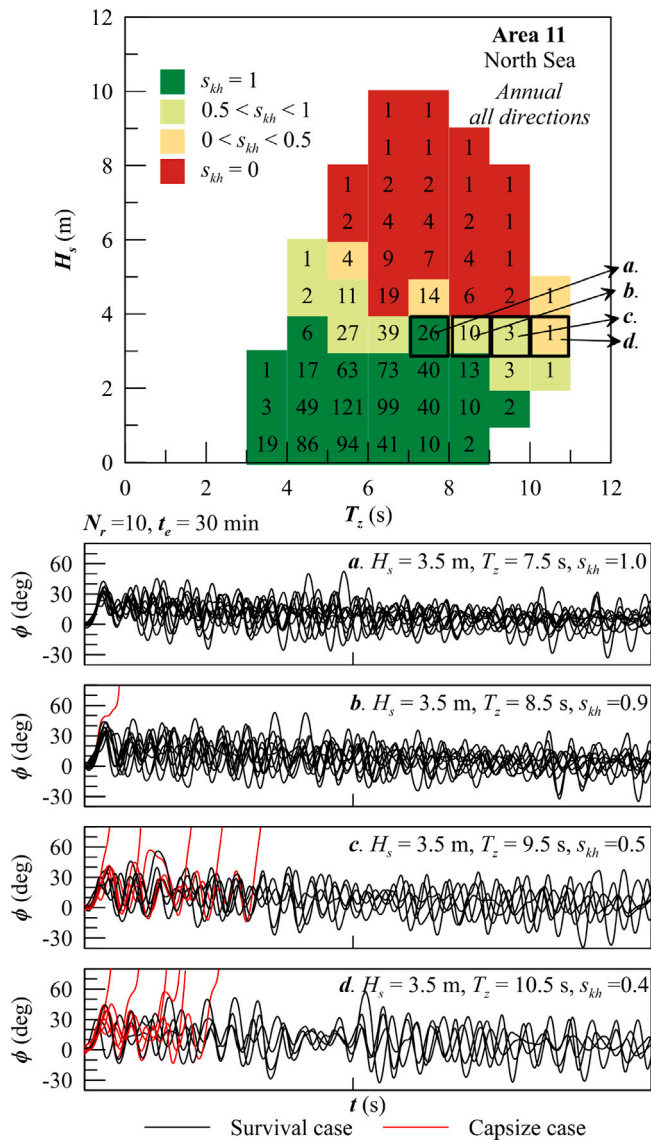 12
Area 11
North Sea
Annual
all directions
s_kh = 1
0.5 < s_kh < 1
0 < s_kh < 0.5
s_kh = 0
10
1 1
1 1 1
8
1 2 2 1 1
2 4 4 2 1
6
1 4 9 7 4 1
a.
2 11 19 14 6 2 1
b.
4
c.
6 27 39 26 10 3 1
d.
1 17 63 73 40 13 3 1
2
3 49 121 99 40 10 2
19 86 94 41 10 2
0
H_s (m)
0 2 4 6 8 10 12
T_z (s)
N_r =10, t_e = 30 min
a. H_s = 3.5 m, T_z = 7.5 s, s_kh = 1.0
60
30
0
-30
ϕ (deg)
b. H_s = 3.5 m, T_z = 8.5 s, s_kh =0.9
60
30
0
-30
ϕ (deg)
c. H_s = 3.5 m, T_z = 9.5 s, s_kh =0.5
60
30
0
-30
ϕ (deg)
d. H_s = 3.5 m, T_z = 10.5 s, s_kh =0.4
60
30
0
-30
ϕ (deg)
t (s)
Survival case
Capsize case